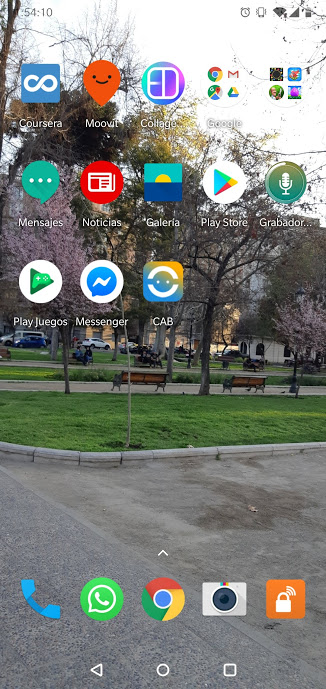 :54:10
Coursera
Moovit
Collage
Google
Mensajes
Noticias
Galería
Play Store
Grabador...
Play Juegos
Messenger
CAB